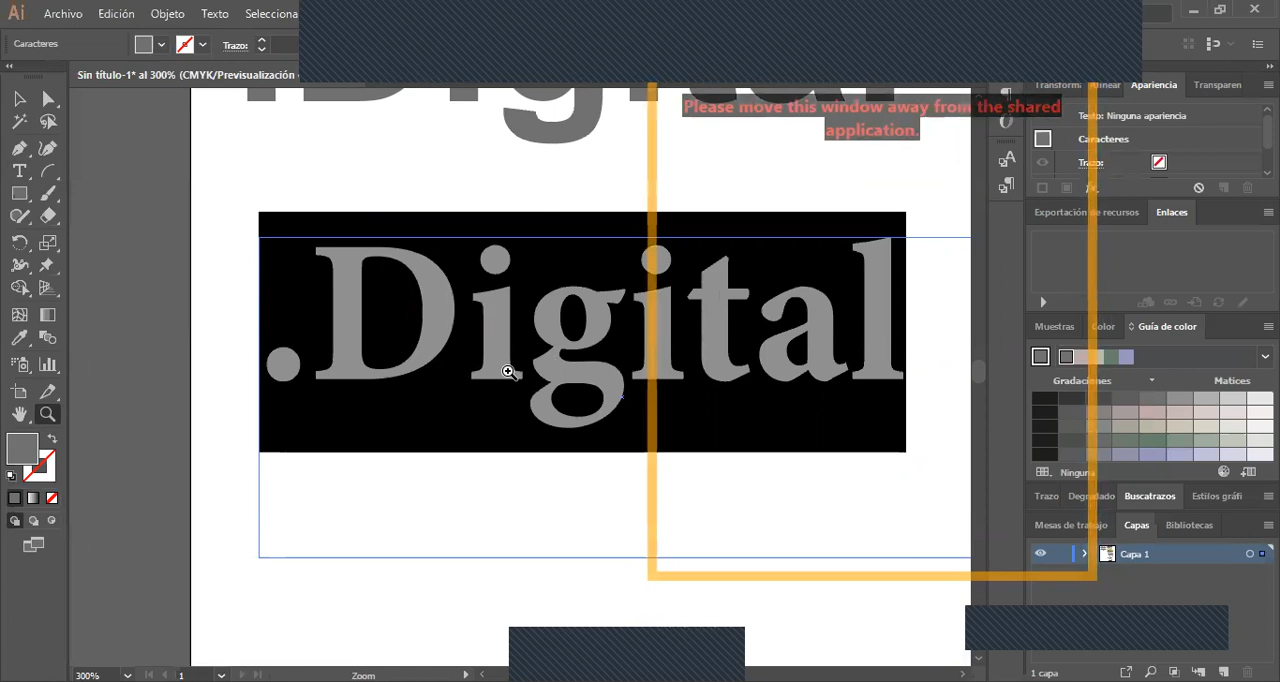 Ai Archivo Edición Objeto Texto Selecciona
Caracteres Trazo:
Sin título-1* al 300% (CMYK/Previsualización
Transform Alinear Apariencia Transparen
Please move this window away from the shared
application.
Texto: Ninguna apariencia
Caracteres
Trazo:
Exportación de recursos Enlaces
.Digital
Muestras Color Guía de color
Gradaciones Matices
Ninguna
Trazo Degradado Buscatrazos Estilos gráfi
Mesas de trabajo Capas Bibliotecas
Capa 1
300% 1 Zoom 1 capa